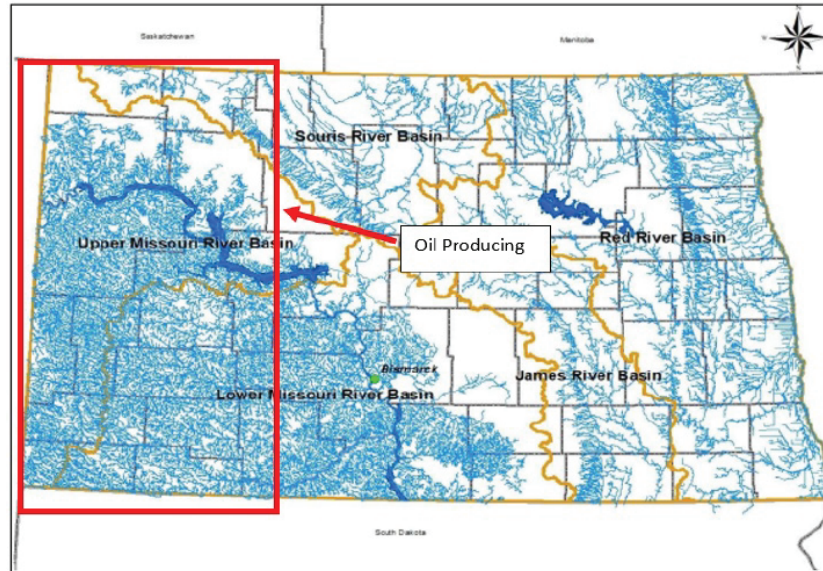 Saskatchewan
Manitoba
N
W
Souris River Basin
Oil Producing
Red River Basin
Upper Missouri River Basin
Bismarck
James River Basin
Lower Missouri River Basin
South Dakota